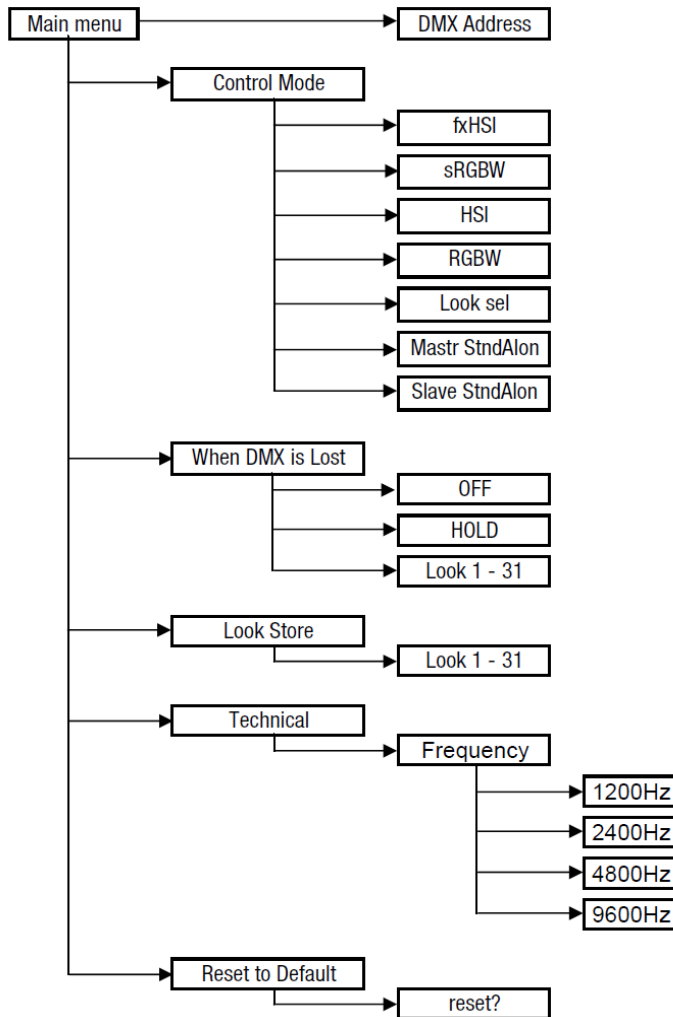 Main menu
DMX Address
Control Mode
fxHSI
sRGBW
HSI
RGBW
Look sel
Mastr StndAlon
Slave StndAlon
When DMX is Lost
OFF
HOLD
Look 1 - 31
Look Store
Look 1 - 31
Technical
Frequency
1200Hz
2400Hz
4800Hz
9600Hz
Reset to Default
reset?